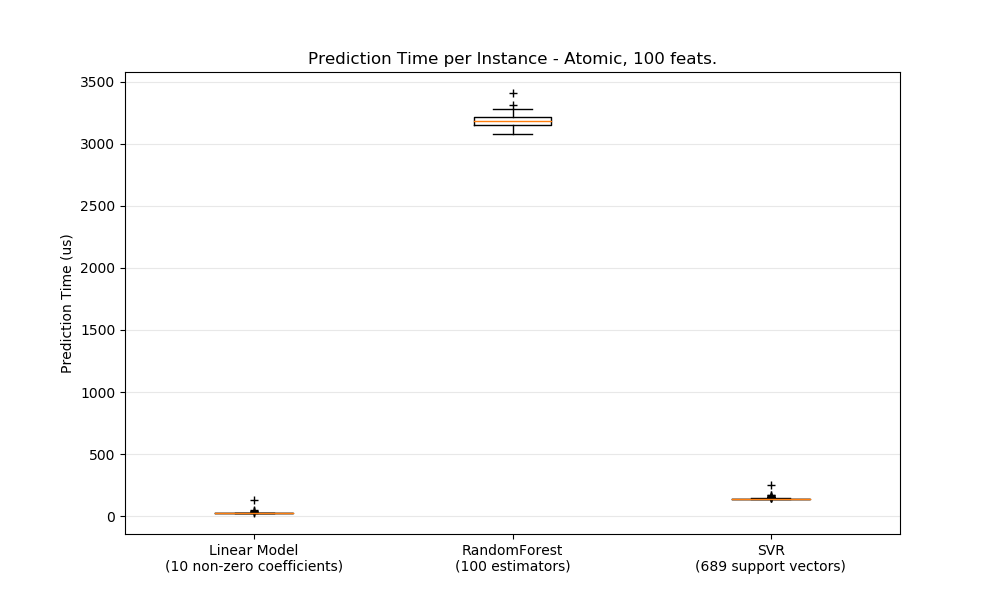 Prediction Time per Instance - Atomic, 100 feats.
Prediction Time (us)
3500
3000
2500
2000
1500
1000
500
0
Linear Model
(10 non-zero coefficients)
RandomForest
(100 estimators)
SVR
(689 support vectors)